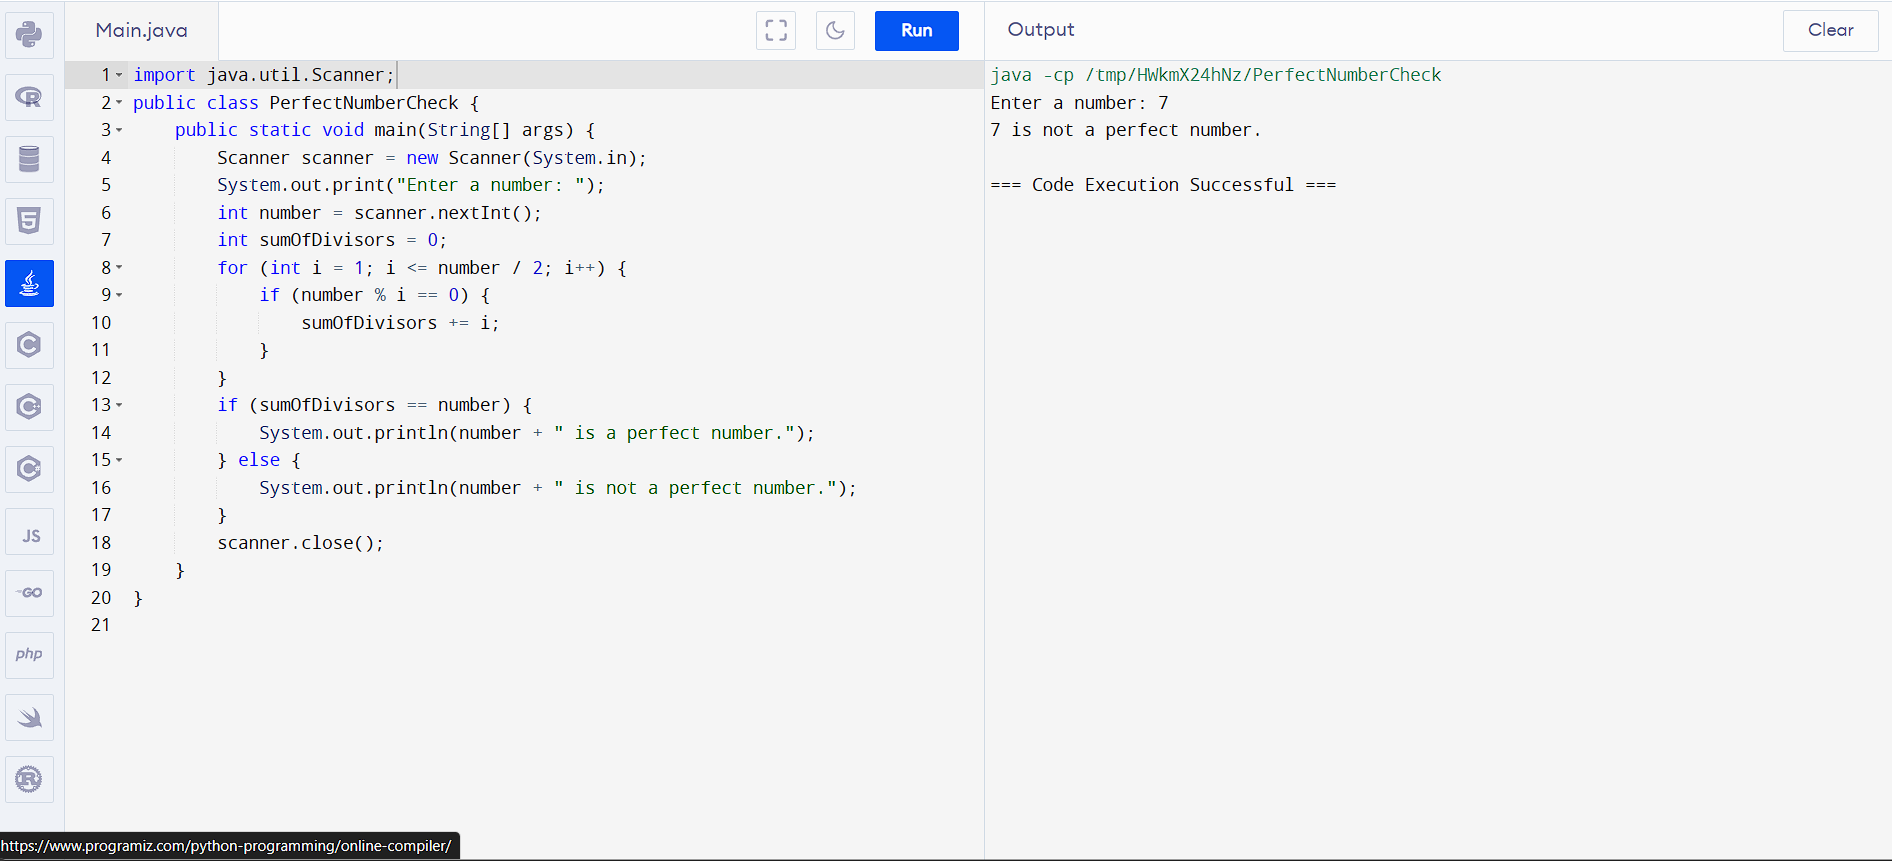 Main.java
Run
Output
Clear
1 import java.util.Scanner;
2 public class PerfectNumberCheck {
3     public static void main(String[] args) {
4         Scanner scanner = new Scanner(System.in);
5         System.out.print("Enter a number: ");
6         int number = scanner.nextInt();
7         int sumOfDivisors = 0;
8         for (int i = 1; i <= number / 2; i++) {
9             if (number % i == 0) {
10                 sumOfDivisors += i;
11             }
12         }
13         if (sumOfDivisors == number) {
14             System.out.println(number + " is a perfect number.");
15         } else {
16             System.out.println(number + " is not a perfect number.");
17         }
18         scanner.close();
19     }
20 }
21
java -cp /tmp/HWkmX24hNz/PerfectNumberCheck
Enter a number: 7
7 is not a perfect number.
=== Code Execution Successful ===
R
5
C
C++
C#
JS
GO
php
R
https://www.programiz.com/python-programming/online-compiler/